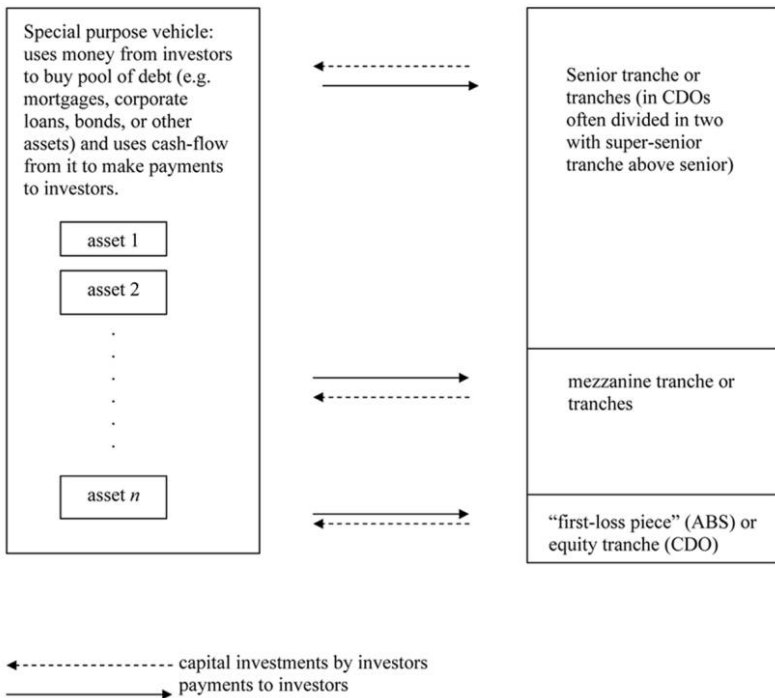 Special purpose vehicle:
uses money from investors
to buy pool of debt (e.g.
mortgages, corporate
loans, bonds, or other
assets) and uses cash-flow
from it to make payments
to investors.
asset 1
asset 2
asset n
Senior tranche or
tranches (in CDOs
often divided in two
with super-senior
tranche above senior)
mezzanine tranche or
tranches
“first-loss piece” (ABS) or
equity tranche (CDO)
capital investments by investors
payments to investors